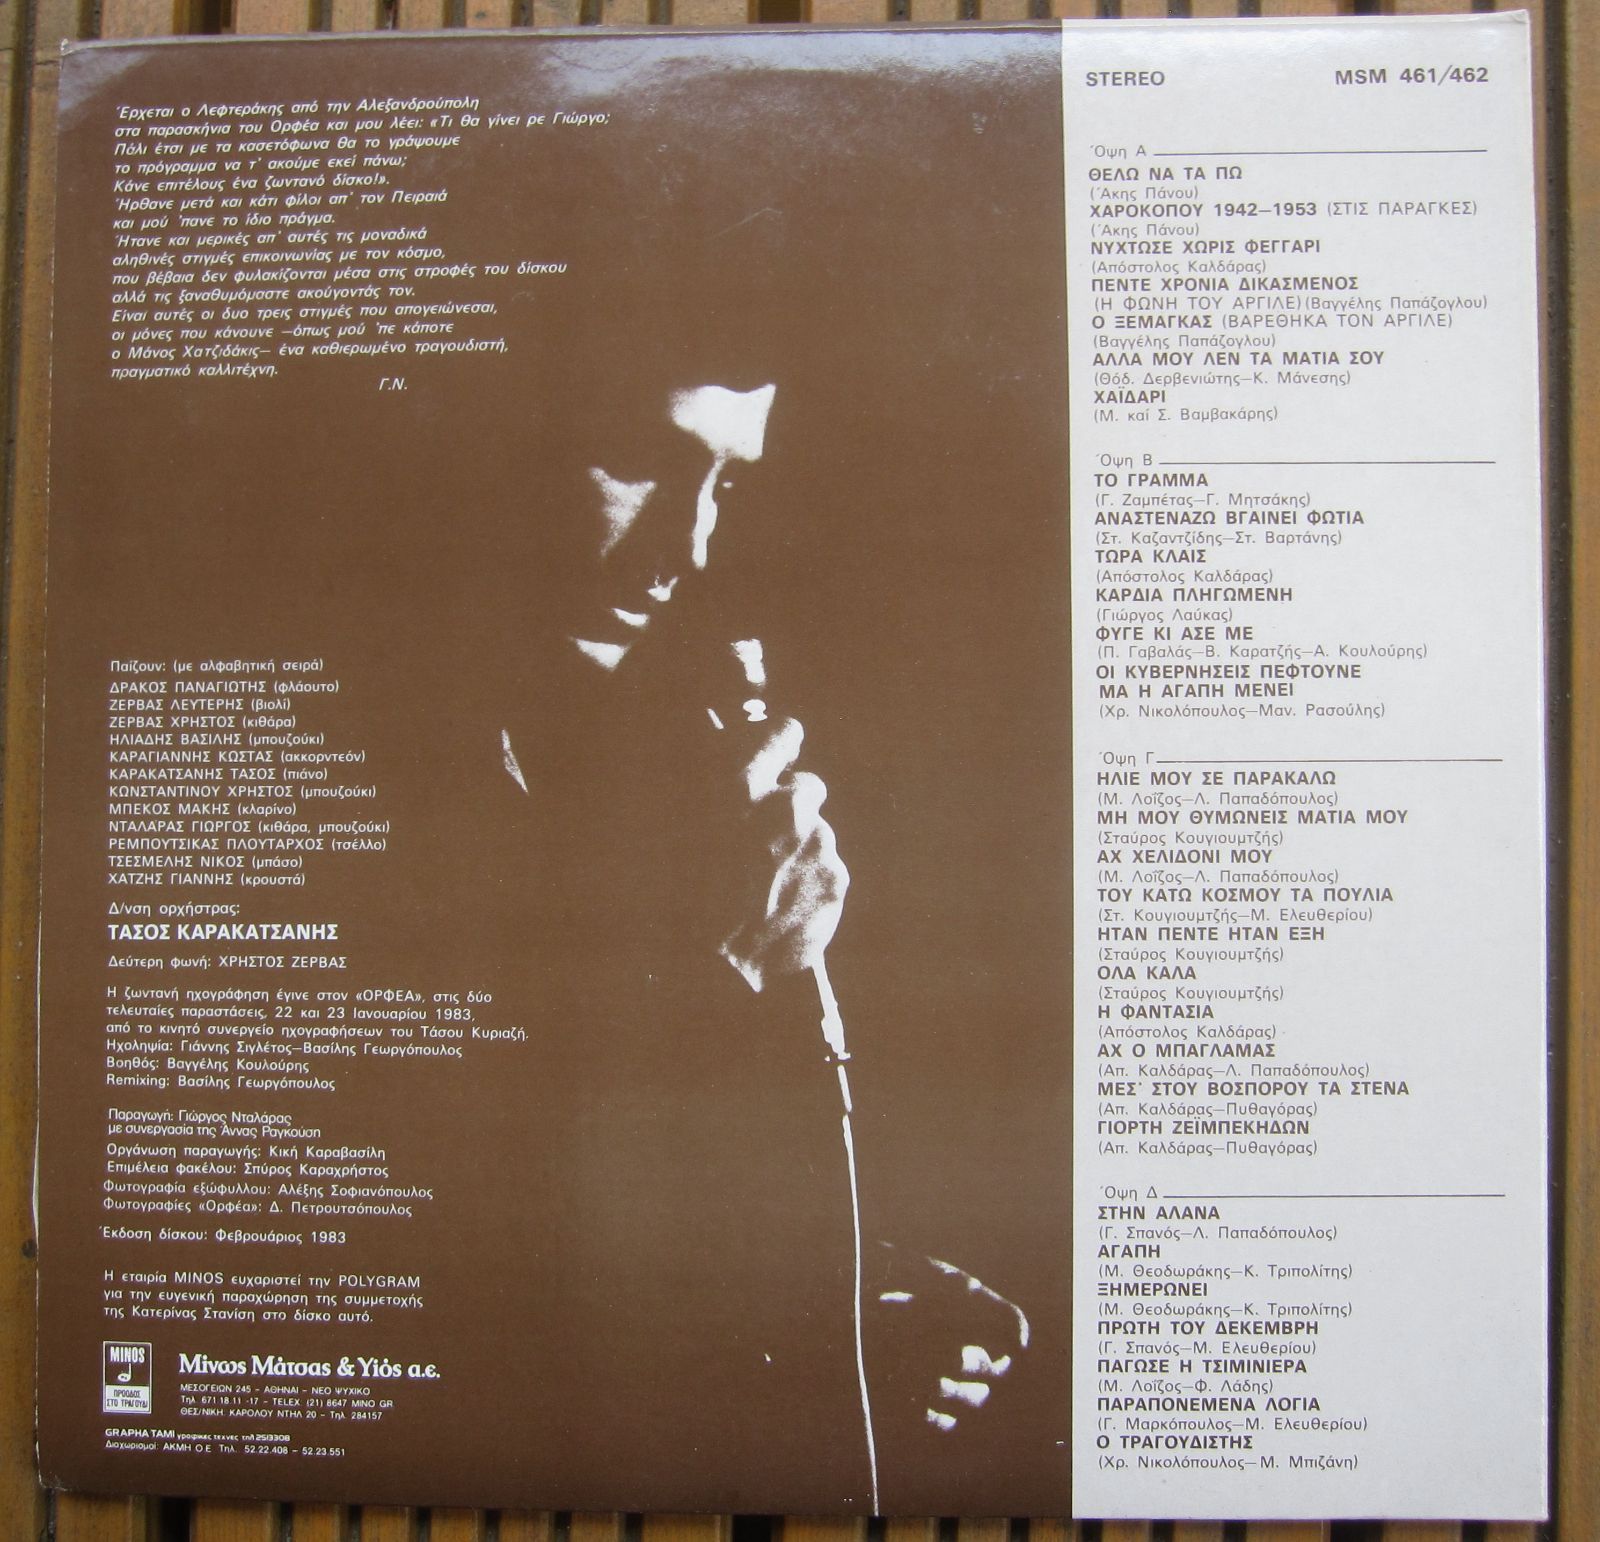 Έρχεται ο Λεφτεράκης από την Αλεξανδρούπολη
στα παρασκήνια του Ορφέα και μου λέει: «Τι θα γίνει ρε Γιώργο;
Πάλι έτσι με τα κασετόφωνα θα το γράψουμε
το πρόγραμμα να τ' ακούμε εκεί πάνω;
Κάνε επιτέλους ένα ζωντανό δίσκο!».
Ήρθανε μετά και κάτι φίλοι απ' τον Πειραιά
και μού 'πανε το ίδιο πράγμα.
Ήτανε και μερικές απ' αυτές τις μοναδικά
αληθινές στιγμές επικοινωνίας με τον κόσμο,
που βέβαια δεν φυλακίζονται μέσα στις στροφές του δίσκου
αλλά τις ξαναθυμόμαστε ακούγοντάς τον.
Είναι αυτές οι δυο τρεις στιγμές που απογειώνεσαι,
οι μόνες που κάνουνε —όπως μού 'πε κάποτε
ο Μάνος Χατζιδάκις— ένα καθιερωμένο τραγουδιστή,
πραγματικό καλλιτέχνη.
Γ.Ν.
Παίζουν: (με αλφαβητική σειρά)
ΔΡΑΚΟΣ ΠΑΝΑΓΙΩΤΗΣ (φλάουτο)
ΖΕΡΒΑΣ ΛΕΥΤΕΡΗΣ (βιολί)
ΖΕΡΒΑΣ ΧΡΗΣΤΟΣ (κιθάρα)
ΗΛΙΑΔΗΣ ΒΑΣΙΛΗΣ (μπουζούκι)
ΚΑΡΑΓΙΑΝΝΗΣ ΚΩΣΤΑΣ (ακκορντεόν)
ΚΑΡΑΚΑΤΣΑΝΗΣ ΤΑΣΟΣ (πιάνο)
ΚΩΝΣΤΑΝΤΙΝΟΥ ΧΡΗΣΤΟΣ (μπουζούκι)
ΜΠΕΚΟΣ ΜΑΚΗΣ (κλαρίνο)
ΝΤΑΛΑΡΑΣ ΓΙΩΡΓΟΣ (κιθάρα, μπουζούκι)
ΡΕΜΠΟΥΤΣΙΚΑΣ ΠΛΟΥΤΑΡΧΟΣ (τσέλλο)
ΤΣΕΣΜΕΛΗΣ ΝΙΚΟΣ (μπάσο)
ΧΑΤΖΗΣ ΓΙΑΝΝΗΣ (κρουστά)
Δ/νση ορχήστρας:
ΤΑΣΟΣ ΚΑΡΑΚΑΤΣΑΝΗΣ
Δεύτερη φωνή: ΧΡΗΣΤΟΣ ΖΕΡΒΑΣ
Η ζωντανή ηχογράφηση έγινε στον «ΟΡΦΕΑ», στις δύο
τελευταίες παραστάσεις, 22 και 23 Ιανουαρίου 1983,
από το κινητό συνεργείο ηχογραφήσεων του Τάσου Κυριαζή.
Ηχοληψία: Γιάννης Σιγλέτος—Βασίλης Γεωργόπουλος
Βοηθός: Βαγγέλης Κουλούρης
Remixing: Βασίλης Γεωργόπουλος
Παραγωγή: Γιώργος Νταλάρας
με συνεργασία της Άννας Ραγκούση
Οργάνωση παραγωγής: Κική Καραβασίλη
Επιμέλεια φακέλου: Σπύρος Καραχρήστος
Φωτογραφία εξώφυλλου: Αλέξης Σοφιανόπουλος
Φωτογραφίες «Ορφέα»: Δ. Πετρουτσόπουλος
Έκδοση δίσκου: Φεβρουάριος 1983
Η εταιρία MINOS ευχαριστεί την POLYGRAM
για την ευγενική παραχώρηση της συμμετοχής
της Κατερίνας Στανίση στο δίσκο αυτό.
MINOS
ΠΡΟΟΔΟΣ
ΣΤΟ ΤΡΑΓΟΥΔΙ
Μίνως Μάτσας & Υιός α.ε.
ΜΕΣΟΓΕΙΩΝ 245 - ΑΘΗΝΑΙ - ΝΕΟ ΨΥΧΙΚΟ
Τηλ. 671.18.11 -17 - TELEX (21) 8647 MINO GR
ΘΕΣ/ΝΙΚΗ: ΚΑΡΟΛΟΥ ΝΤΗΛ 20 - Τηλ. 284157
GRAPHA TAMI γραφικές τέχνες τηλ 2513308
Διαχωρισμοί: ΑΚΜΗ Ο.Ε. Τηλ. 52.22.408 - 52.23.551
STEREO MSM 461/462
Όψη Α
ΘΕΛΩ ΝΑ ΤΑ ΠΩ
(Άκης Πάνου)
ΧΑΡΟΚΟΠΟΥ 1942—1953 (ΣΤΙΣ ΠΑΡΑΓΚΕΣ)
(Άκης Πάνου)
ΝΥΧΤΩΣΕ ΧΩΡΙΣ ΦΕΓΓΑΡΙ
(Απόστολος Καλδάρας)
ΠΕΝΤΕ ΧΡΟΝΙΑ ΔΙΚΑΣΜΕΝΟΣ
(Η ΦΩΝΗ ΤΟΥ ΑΡΓΙΛΕ) (Βαγγέλης Παπάζογλου)
Ο ΞΕΜΑΓΚΑΣ (ΒΑΡΕΘΗΚΑ ΤΟΝ ΑΡΓΙΛΕ)
(Βαγγέλης Παπάζογλου)
ΑΛΛΑ ΜΟΥ ΛΕΝ ΤΑ ΜΑΤΙΑ ΣΟΥ
(Θόδ. Δερβενιώτης—Κ. Μάνεσης)
ΧΑΪΔΑΡΙ
(Μ. καί Σ. Βαμβακάρης)
Όψη Β
ΤΟ ΓΡΑΜΜΑ
(Γ. Ζαμπέτας—Γ. Μητσάκης)
ΑΝΑΣΤΕΝΑΖΩ ΒΓΑΙΝΕΙ ΦΩΤΙΑ
(Στ. Καζαντζίδης—Στ. Βαρτάνης)
ΤΩΡΑ ΚΛΑΙΣ
(Απόστολος Καλδάρας)
ΚΑΡΔΙΑ ΠΛΗΓΩΜΕΝΗ
(Γιώργος Λαύκας)
ΦΥΓΕ ΚΙ ΑΣΕ ΜΕ
(Π. Γαβαλάς—Β. Καρατζής—Α. Κουλούρης)
ΟΙ ΚΥΒΕΡΝΗΣΕΙΣ ΠΕΦΤΟΥΝΕ
ΜΑ Η ΑΓΑΠΗ ΜΕΝΕΙ
(Χρ. Νικολόπουλος—Μαν. Ρασούλης)
Όψη Γ
ΗΛΙΕ ΜΟΥ ΣΕ ΠΑΡΑΚΑΛΩ
(Μ. Λοΐζος—Λ. Παπαδόπουλος)
ΜΗ ΜΟΥ ΘΥΜΩΝΕΙΣ ΜΑΤΙΑ ΜΟΥ
(Σταύρος Κουγιουμτζής)
ΑΧ ΧΕΛΙΔΟΝΙ ΜΟΥ
(Μ. Λοΐζος—Λ. Παπαδόπουλος)
ΤΟΥ ΚΑΤΩ ΚΟΣΜΟΥ ΤΑ ΠΟΥΛΙΑ
(Στ. Κουγιουμτζής—Μ. Ελευθερίου)
ΗΤΑΝ ΠΕΝΤΕ ΗΤΑΝ ΕΞΗ
(Σταύρος Κουγιουμτζής)
ΟΛΑ ΚΑΛΑ
(Σταύρος Κουγιουμτζής)
Η ΦΑΝΤΑΣΙΑ
(Απόστολος Καλδάρας)
ΑΧ Ο ΜΠΑΓΛΑΜΑΣ
(Απ. Καλδάρας—Λ. Παπαδόπουλος)
ΜΕΣ' ΣΤΟΥ ΒΟΣΠΟΡΟΥ ΤΑ ΣΤΕΝΑ
(Απ. Καλδάρας—Πυθαγόρας)
ΓΙΟΡΤΗ ΖΕΪΜΠΕΚΗΔΩΝ
(Απ. Καλδάρας—Πυθαγόρας)
Όψη Δ
ΣΤΗΝ ΑΛΑΝΑ
(Γ. Σπανός—Λ. Παπαδόπουλος)
ΑΓΑΠΗ
(Μ. Θεοδωράκης—Κ. Τριπολίτης)
ΞΗΜΕΡΩΝΕΙ
(Μ. Θεοδωράκης—Κ. Τριπολίτης)
ΠΡΩΤΗ ΤΟΥ ΔΕΚΕΜΒΡΗ
(Γ. Σπανός—Μ. Ελευθερίου)
ΠΑΓΩΣΕ Η ΤΣΙΜΙΝΙΕΡΑ
(Μ. Λοΐζος—Φ. Λάδης)
ΠΑΡΑΠΟΝΕΜΕΝΑ ΛΟΓΙΑ
(Γ. Μαρκόπουλος—Μ. Ελευθερίου)
Ο ΤΡΑΓΟΥΔΙΣΤΗΣ
(Χρ. Νικολόπουλος—Μ. Μπιζάνη)